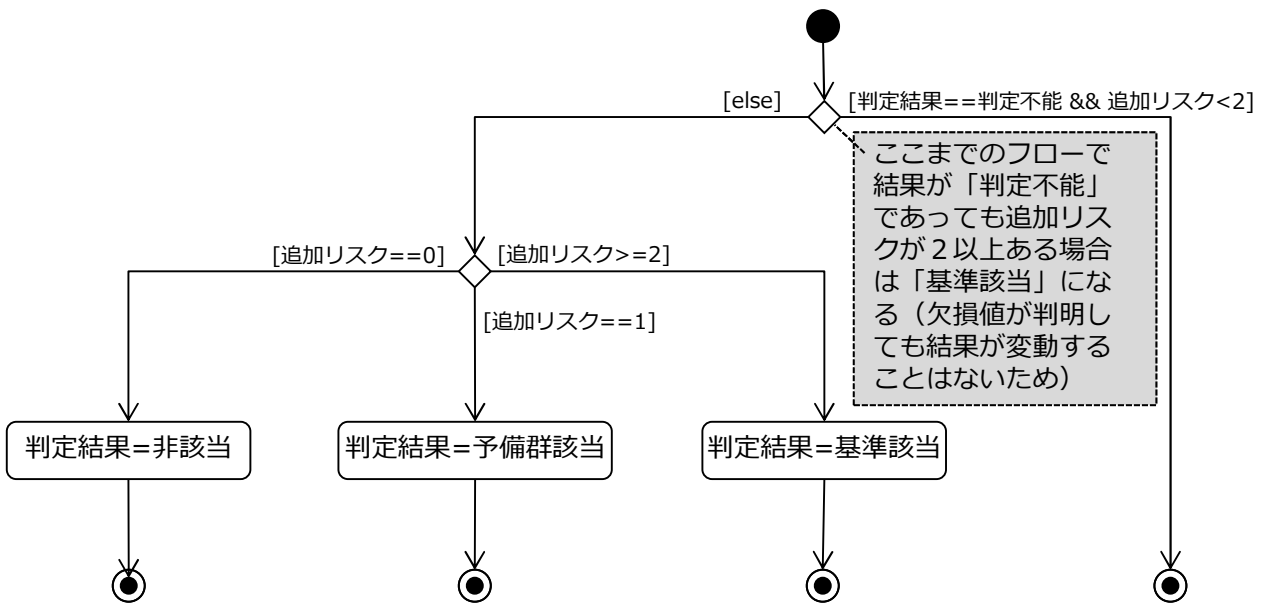 [else]
[判定結果==判定不能 && 追加リスク<2]
ここまでのフローで
結果が「判定不能」
であっても追加リス
クが２以上ある場合
は「基準該当」にな
る（欠損値が判明し
ても結果が変動する
ことはないため）
[追加リスク==0]
[追加リスク>=2]
[追加リスク==1]
判定結果=非該当
判定結果=予備群該当
判定結果=基準該当